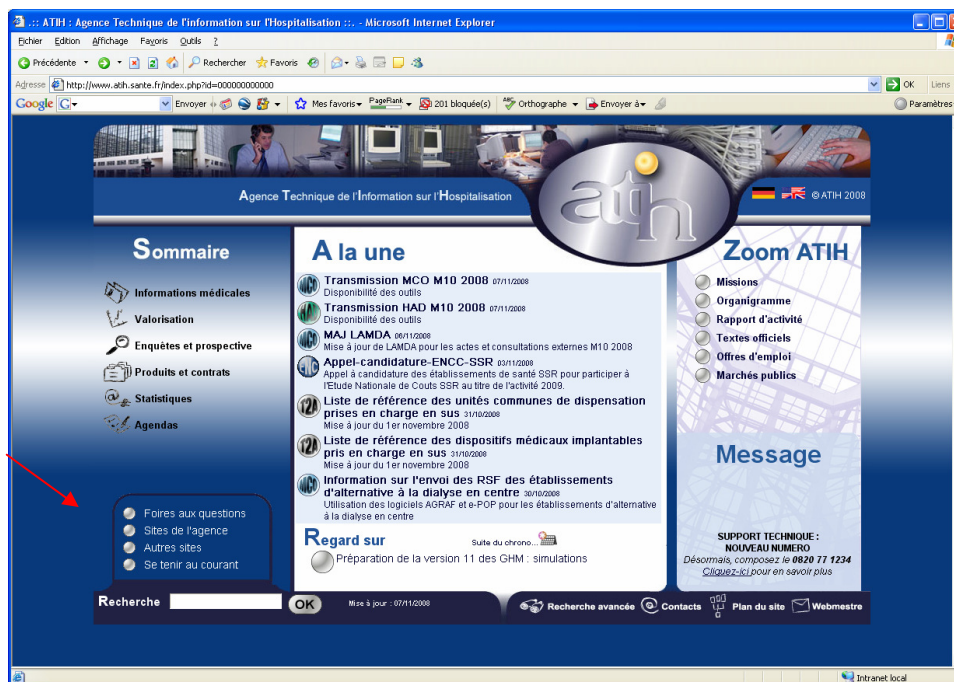 .:: ATIH : Agence Technique de l'information sur l'Hospitalisation ::. - Microsoft Internet Explorer
Fichier Edition Affichage Favoris Outils ?
Précédente Rechercher Favoris
Adresse http://www.atih.sante.fr/index.php?id=000000000000 OK Liens
Google G Envoyer Mes favoris PageRank 201 bloquée(s) ABC Orthographe Envoyer à Paramètres
atih
Agence Technique de l'Information sur l'Hospitalisation
© ATIH 2008
Sommaire
Informations médicales
Valorisation
Enquêtes et prospective
Produits et contrats
Statistiques
Agendas
Foires aux questions
Sites de l'agence
Autres sites
Se tenir au courant
A la une
MCO Transmission MCO M10 2008 07/11/2008
Disponibilité des outils
HAD Transmission HAD M10 2008 07/11/2008
Disponibilité des outils
MCO MAJ LAMDA 06/11/2008
Mise à jour de LAMDA pour les actes et consultations externes M10 2008
Appel-candidature-ENCC-SSR 03/11/2008
Appel à candidature des établissements de santé SSR pour participer à
l'Etude Nationale de Couts SSR au titre de l'activité 2009.
T2A Liste de référence des unités communes de dispensation
prises en charge en sus 31/10/2008
Mise à jour du 1er novembre 2008
T2A Liste de référence des dispositifs médicaux implantables
pris en charge en sus 31/10/2008
Mise à jour du 1er novembre 2008
MCO Information sur l'envoi des RSF des établissements
d'alternative à la dialyse en centre 30/10/2008
Utilisation des logiciels AGRAF et e-POP pour les établissements d'alternative
à la dialyse en centre
Regard sur
Suite du chrono...
Préparation de la version 11 des GHM : simulations
Zoom ATIH
Missions
Organigramme
Rapport d'activité
Textes officiels
Offres d'emploi
Marchés publics
Message
SUPPORT TECHNIQUE :
NOUVEAU NUMERO
Désormais, composez le 0820 77 1234
Cliquez-ici pour en savoir plus
Recherche OK Mise à jour : 07/11/2008 Recherche avancée Contacts Plan du site Webmestre
Intranet local